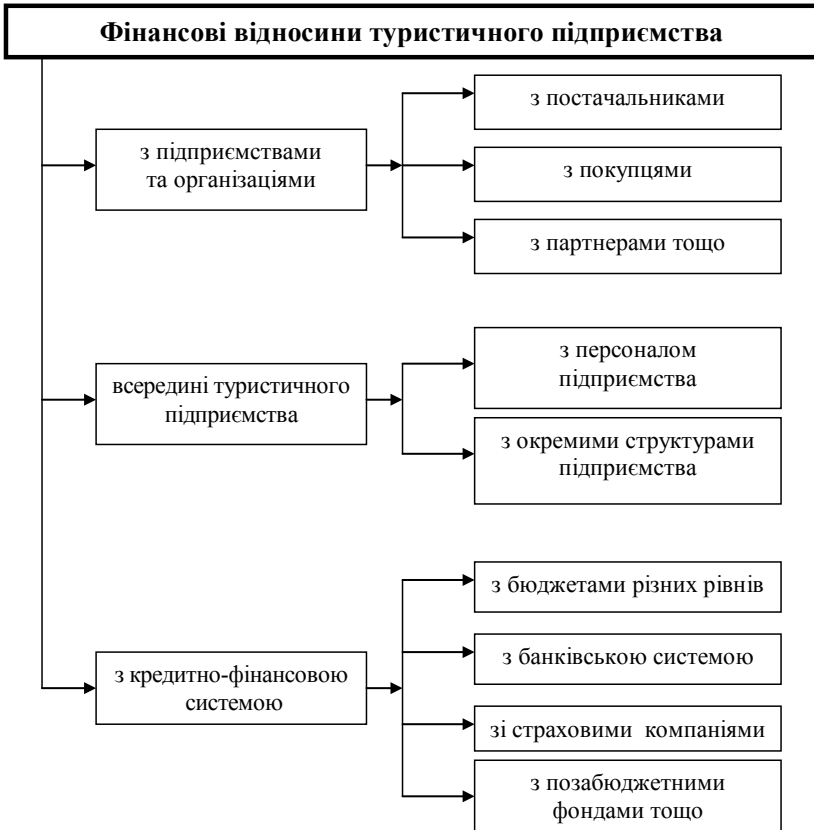 Фінансові відносини туристичного підприємства
з підприємствами
та організаціями
з постачальниками
з покупцями
з партнерами тощо
всередині туристичного
підприємства
з персоналом
підприємства
з окремими структурами
підприємства
з кредитно-фінансовою
системою
з бюджетами різних рівнів
з банківською системою
зі страховими компаніями
з позабюджетними
фондами тощо